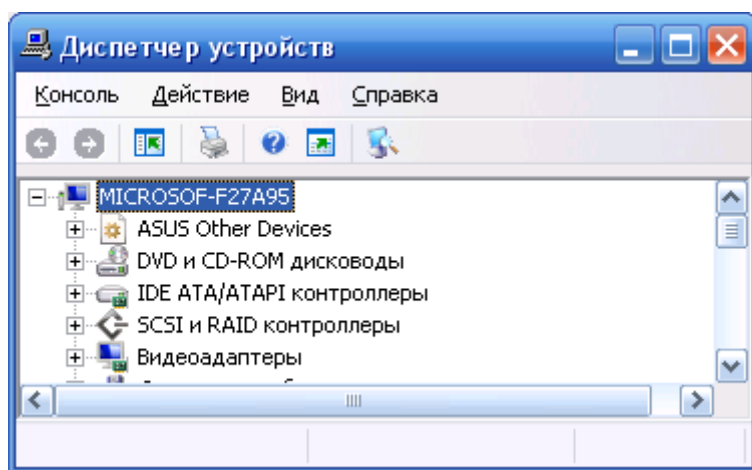 Диспетчер устройств
Консоль Действие Вид Справка
MICROSOF-F27A95
ASUS Other Devices
DVD и CD-ROM дисководы
IDE ATA/ATAPI контроллеры
SCSI и RAID контроллеры
Видеоадаптеры